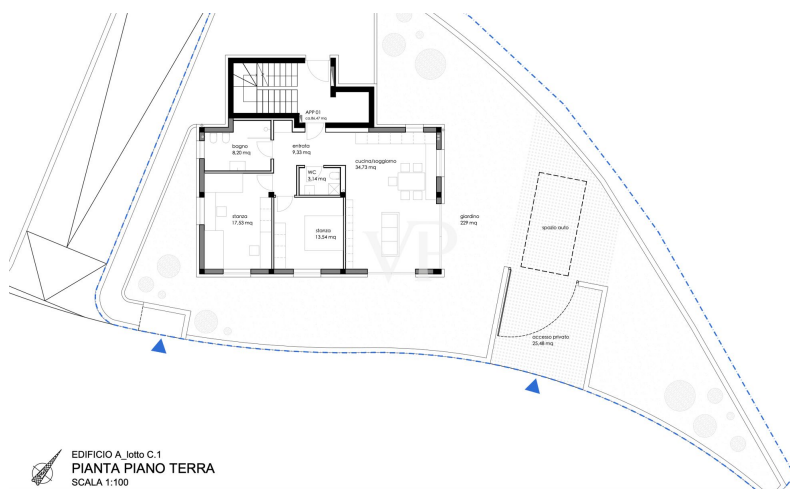 APP 01
bagno
8,20 mq
entrata
9,33 mq
cucina/soggiorno
34,73 mq
WC
3,14 mq
stanza
17,53 mq
stanza
13,54 mq
giardino
229 mq
spazio auto
VP
accesso privato
25,48 mq
EDIFICIO A_lotto C.1
PIANTA PIANO TERRA
SCALA 1:100